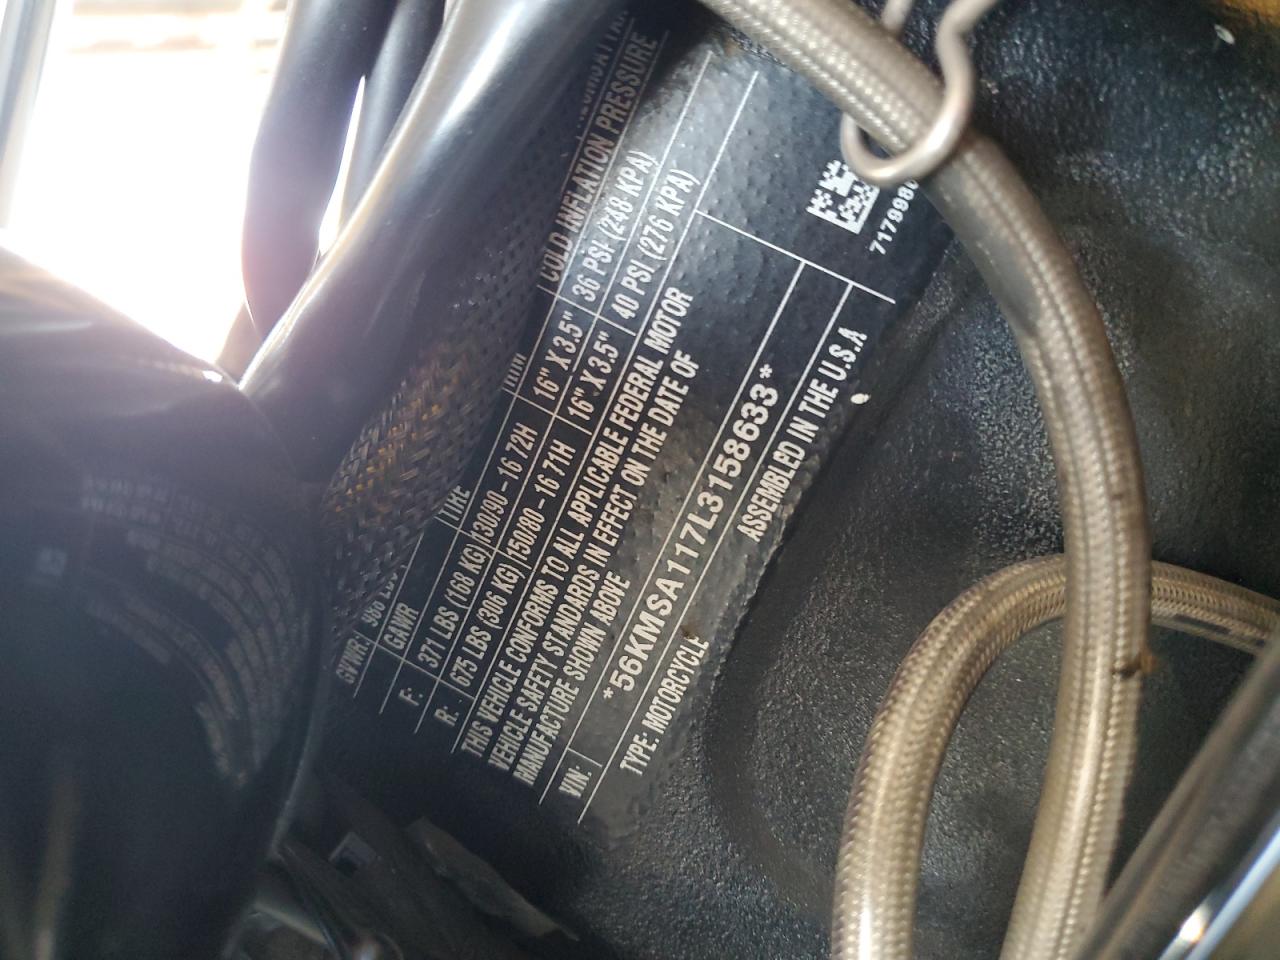 GVWR: 988 LBS
GAWR TIRE RIM COLD INFLATION PRESSURE
F: 371 LBS (168 KG) 130/90 – 16 72H 16" X 3.5" 36 PSI (248 KPA)
R: 675 LBS (306 KG) 150/80 – 16 71H 16" X 3.5" 40 PSI (276 KPA)
THIS VEHICLE CONFORMS TO ALL APPLICABLE FEDERAL MOTOR
VEHICLE SAFETY STANDARDS IN EFFECT ON THE DATE OF
MANUFACTURE SHOWN ABOVE
VIN: *56KMSA117L3158633*
TYPE: MOTORCYCLE ASSEMBLED IN THE U.S.A